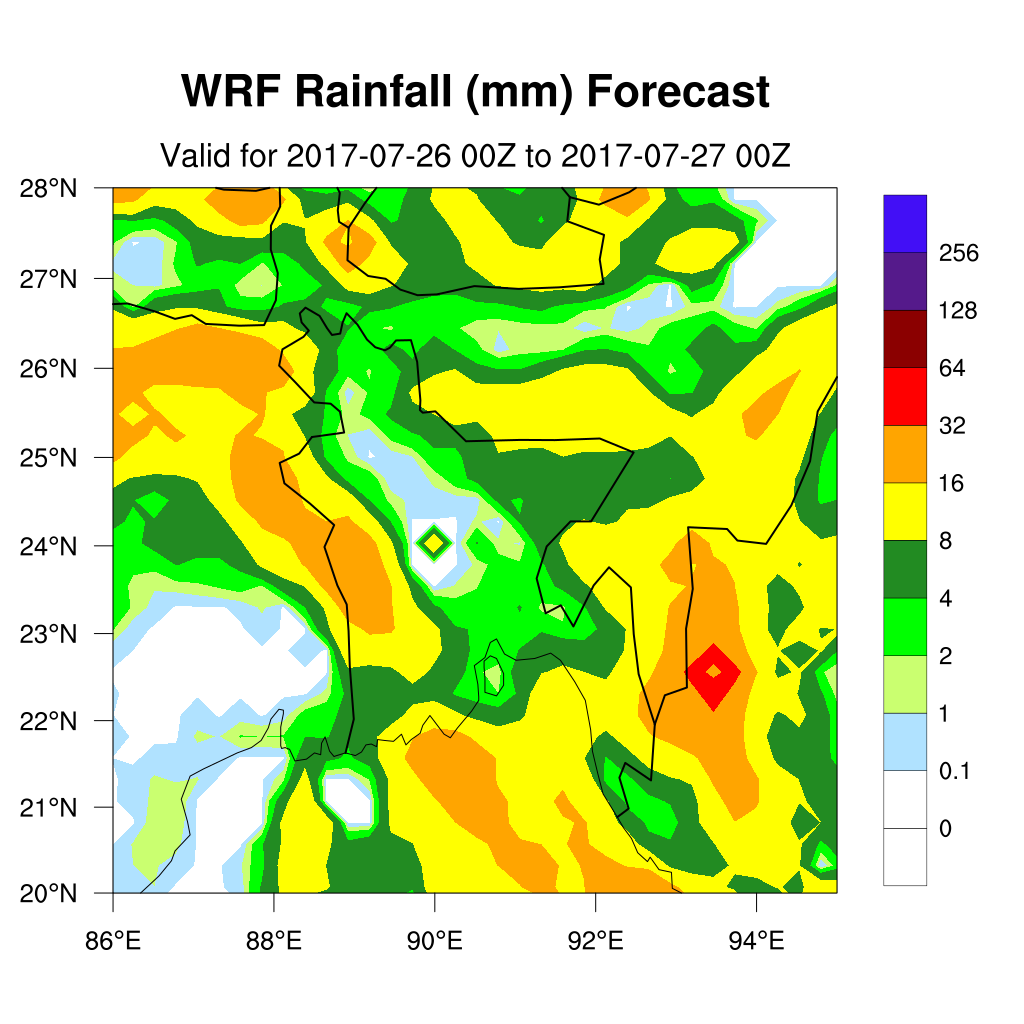 WRF Rainfall (mm) Forecast
Valid for 2017-07-26 00Z to 2017-07-27 00Z
28°N
27°N
26°N
25°N
24°N
23°N
22°N
21°N
20°N
86°E 88°E 90°E 92°E 94°E
256
128
64
32
16
8
4
2
1
0.1
0